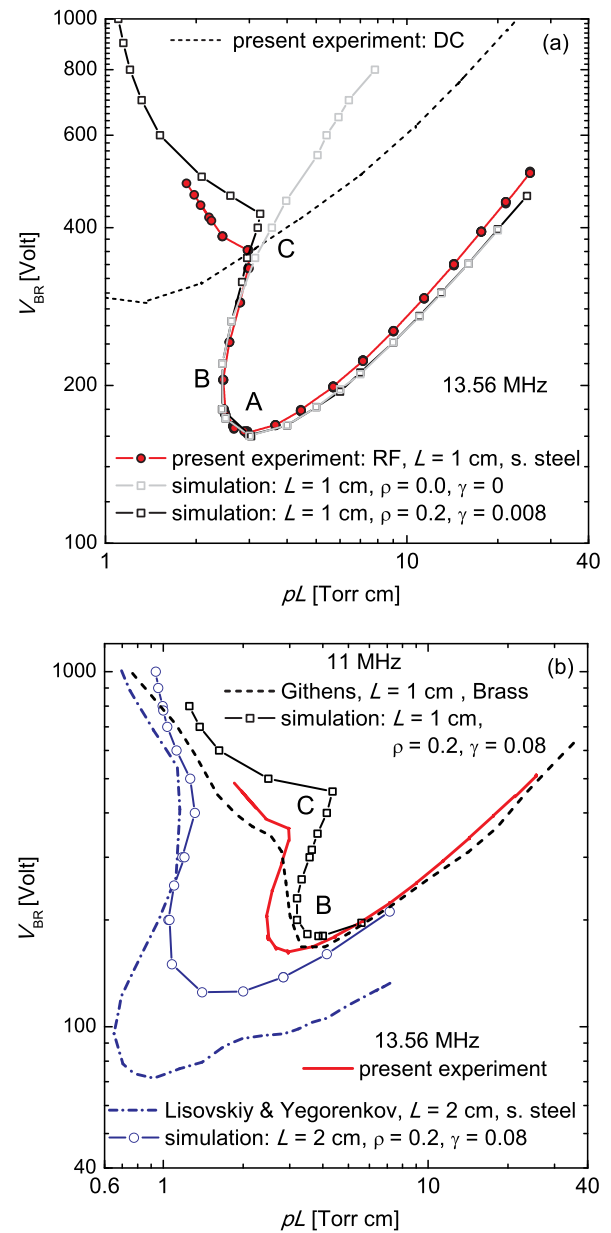 1000
present experiment: DC
(a)
800
600
C
400
V_BR [Volt]
B
A
200
13.56 MHz
present experiment: RF, L = 1 cm, s. steel
simulation: L = 1 cm, ρ = 0.0, γ = 0
simulation: L = 1 cm, ρ = 0.2, γ = 0.008
100
1
10
40
pL [Torr cm]
11 MHz
(b)
1000
Githens, L = 1 cm , Brass
simulation: L = 1 cm,
ρ = 0.2, γ = 0.08
C
V_BR [Volt]
B
100
13.56 MHz
present experiment
Lisovskiy & Yegorenkov, L = 2 cm, s. steel
simulation: L = 2 cm, ρ = 0.2, γ = 0.08
40
0.6
1
10
40
pL [Torr cm]